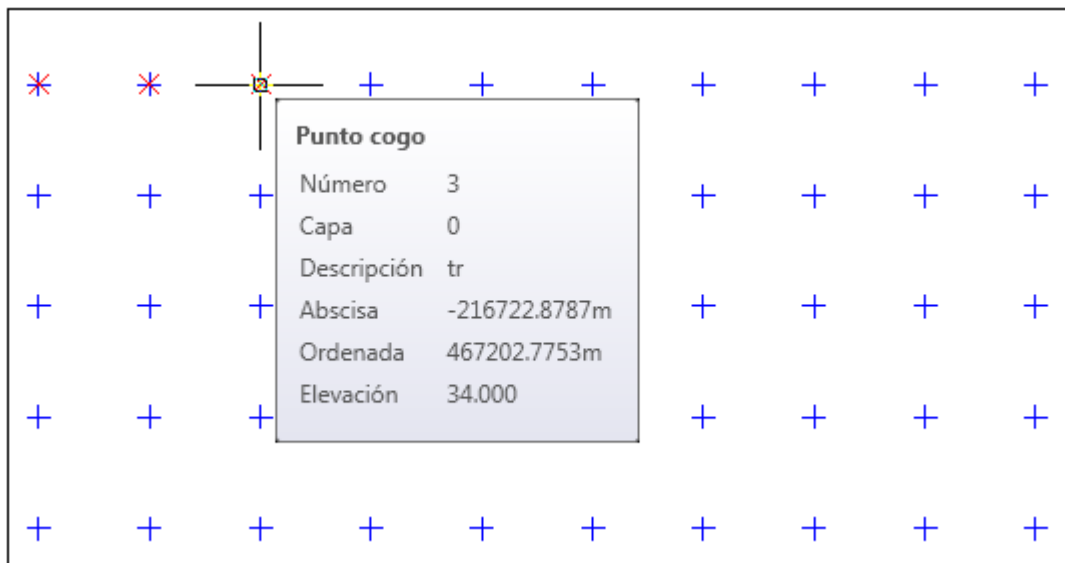 Punto cogo
Número 3
Capa 0
Descripción tr
Abscisa -216722.8787m
Ordenada 467202.7753m
Elevación 34.000